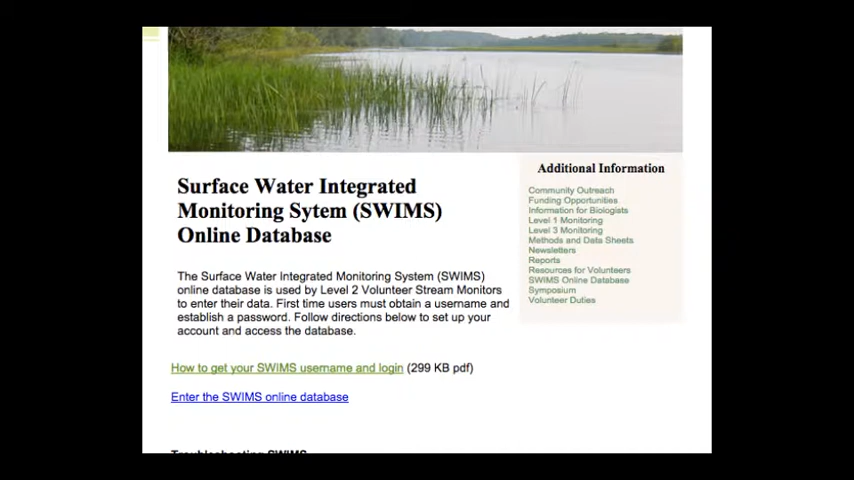 Surface Water Integrated
Monitoring Sytem (SWIMS)
Online Database
The Surface Water Integrated Monitoring System (SWIMS)
online database is used by Level 2 Volunteer Stream Monitors
to enter their data. First time users must obtain a username and
establish a password. Follow directions below to set up your
account and access the database.
How to get your SWIMS username and login (299 KB pdf)
Enter the SWIMS online database
Troubleshooting SWIMS
Additional Information
Community Outreach
Funding Opportunities
Information for Biologists
Level 1 Monitoring
Level 3 Monitoring
Methods and Data Sheets
Newsletters
Reports
Resources for Volunteers
SWIMS Online Database
Symposium
Volunteer Duties